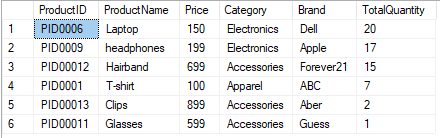 ProductID ProductName Price Category Brand TotalQuantity
1 PID0006 Laptop 150 Electronics Dell 20
2 PID0009 headphones 199 Electronics Apple 17
3 PID00012 Hairband 699 Accessories Forever21 15
4 PID0001 T-shirt 100 Apparel ABC 7
5 PID00013 Clips 899 Accessories Aber 2
6 PID00011 Glasses 599 Accessories Guess 1